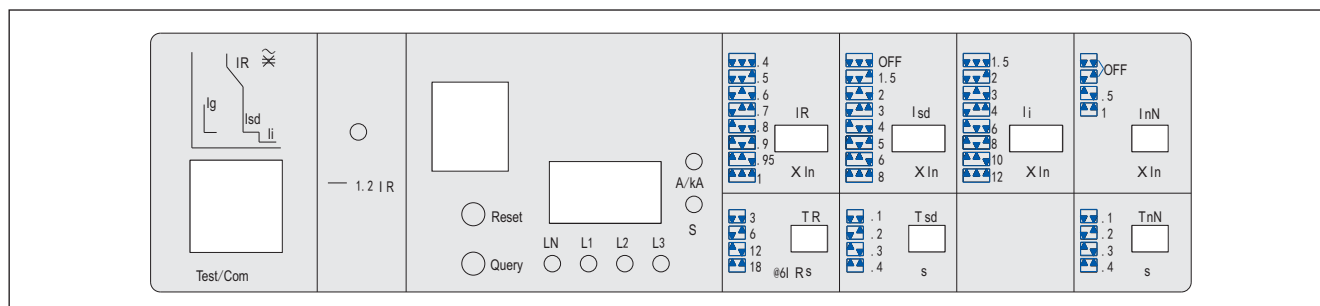 IR
Ig
Isd
Ii
Test/Com
1.2 IR
Reset
Query
LN L1 L2 L3
A/kA
S
.4
.5
.6
.7
.8
.9
.95
1
IR
X In
OFF
1.5
2
3
4
5
6
8
Isd
X In
1.5
2
3
4
6
8
10
12
Ii
X In
OFF
.5
1
InN
X In
3
6
12
18
TR
@6I R s
.1
.2
.3
.4
Tsd
s
.1
.2
.3
.4
TnN
s